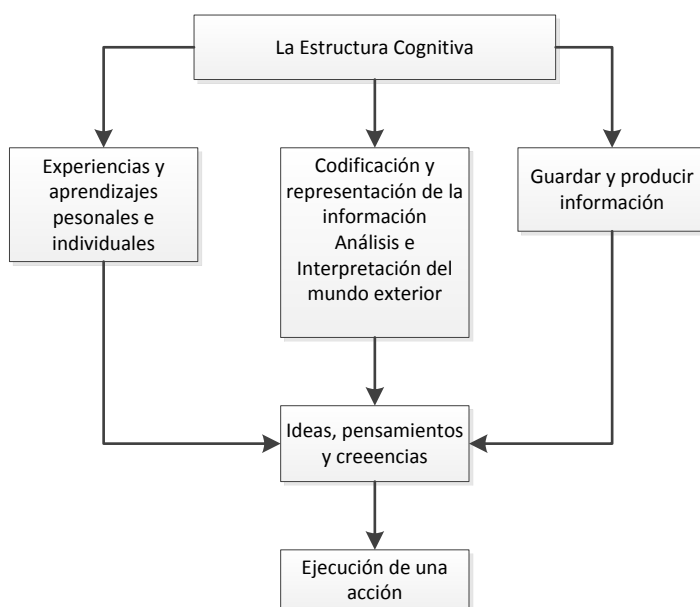 La Estructura Cognitiva
Experiencias y
aprendizajes
pesonales e
individuales
Codificación y
representación de la
información
Análisis e
Interpretación del
mundo exterior
Guardar y producir
información
Ideas, pensamientos
y creeencias
Ejecución de una
acción